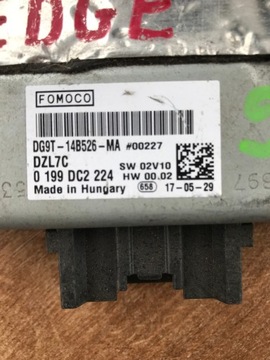 EDGE
FOMOCO
DG9T-14B526-MA #00227
DZL7C SW 02V10
0 199 DC2 224 HW 00.02
Made in Hungary 658 17-05-29